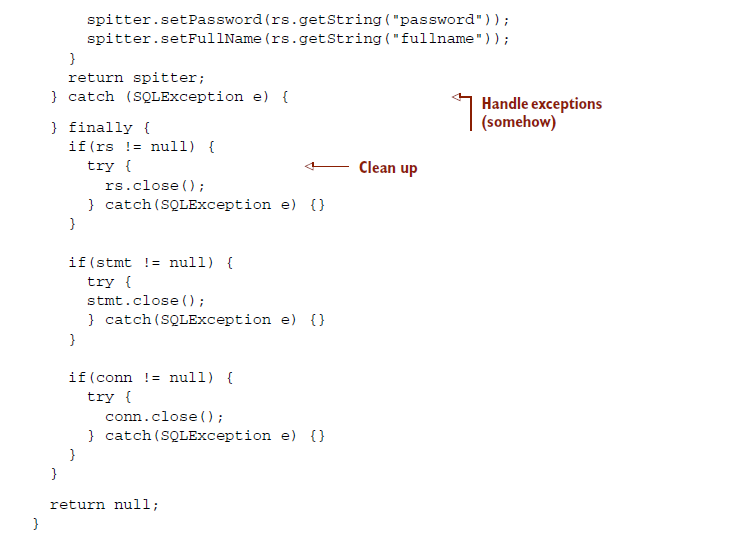 spitter.setPassword(rs.getString("password"));
spitter.setFullName(rs.getString("fullname"));
}
return spitter;
} catch (SQLException e) {
Handle exceptions
(somehow)
} finally {
if(rs != null) {
try {
Clean up
rs.close();
} catch(SQLException e) {}
}
if(stmt != null) {
try {
stmt.close();
} catch(SQLException e) {}
}
if(conn != null) {
try {
conn.close();
} catch(SQLException e) {}
}
}
return null;
}